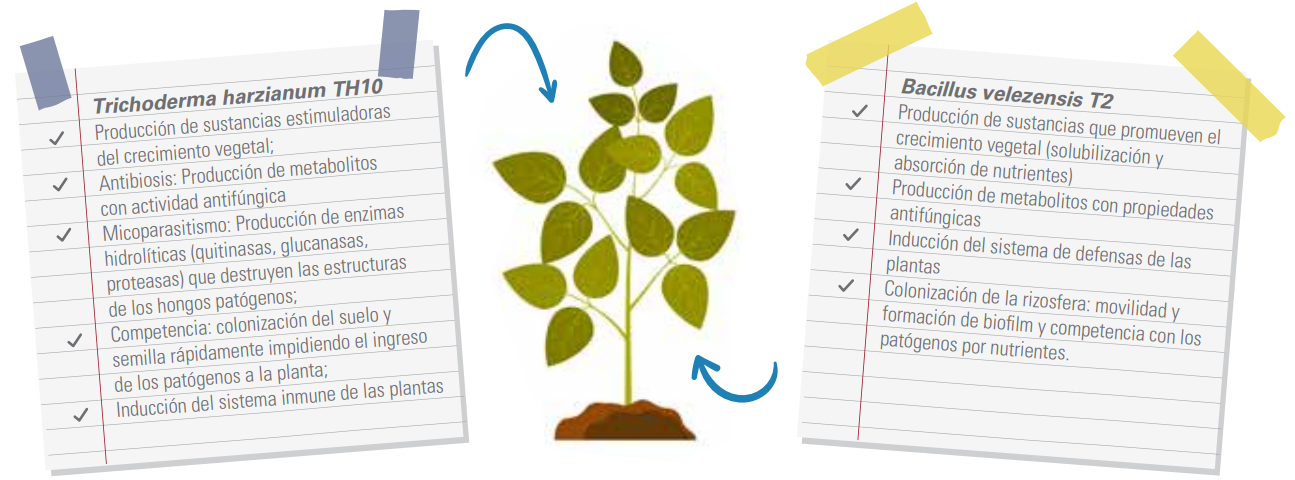 Trichoderma harzianum TH10
Producción de sustancias estimuladoras
del crecimiento vegetal;
Antibiosis: Producción de metabolitos
con actividad antifúngica
Micoparasitismo: Producción de enzimas
hidrolíticas (quitinasas, glucanasas,
proteasas) que destruyen las estructuras
de los hongos patógenos;
Competencia: colonización del suelo y
semilla rápidamente impidiendo el ingreso
de los patógenos a la planta;
Inducción del sistema inmune de las plantas
Bacillus velezensis T2
Producción de sustancias que promueven el
crecimiento vegetal (solubilización y
absorción de nutrientes)
Producción de metabolitos con propiedades
antifúngicas
Inducción del sistema de defensas de las
plantas
Colonización de la rizosfera: movilidad y
formación de biofilm y competencia con los
patógenos por nutrientes.